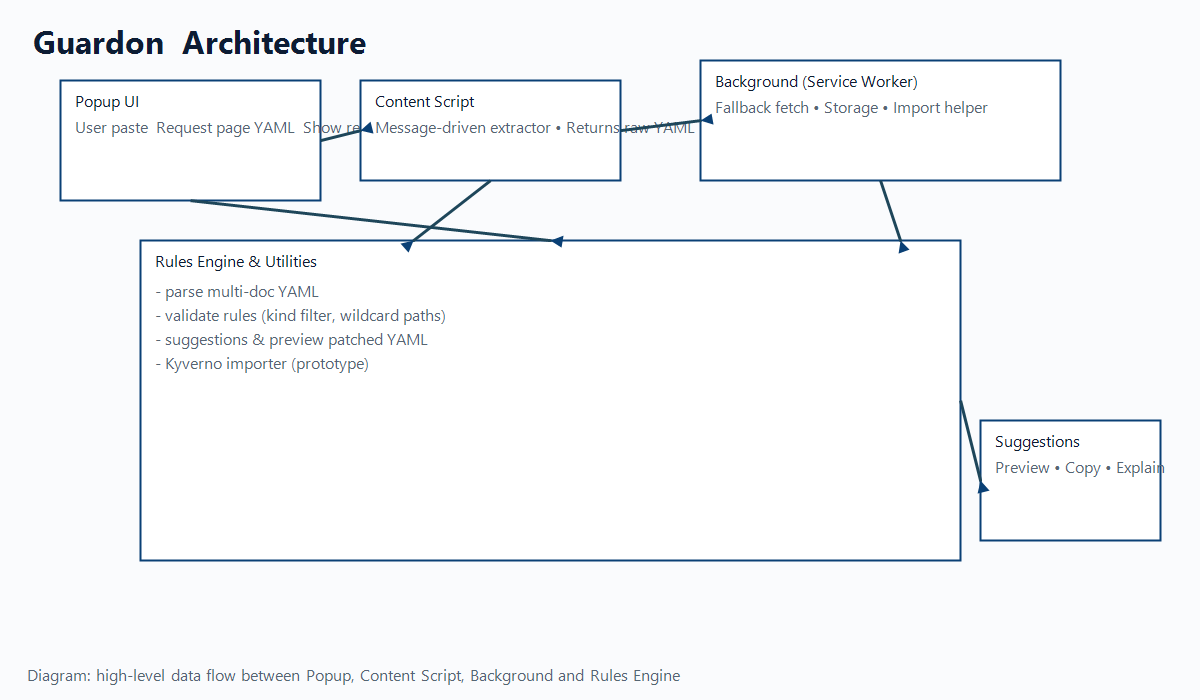 Guardon Architecture
Popup UI
User paste Request page YAML Show re
Content Script
Message-driven extractor • Returns raw YAML
Background (Service Worker)
Fallback fetch • Storage • Import helper
Rules Engine & Utilities
- parse multi-doc YAML
- validate rules (kind filter, wildcard paths)
- suggestions & preview patched YAML
- Kyverno importer (prototype)
Suggestions
Preview • Copy • Explain
Diagram: high-level data flow between Popup, Content Script, Background and Rules Engine